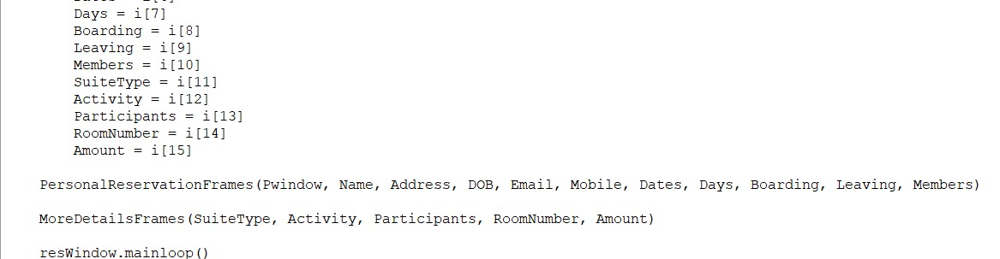 Days = i[7]
Boarding = i[8]
Leaving = i[9]
Members = i[10]
SuiteType = i[11]
Activity = i[12]
Participants = i[13]
RoomNumber = i[14]
Amount = i[15]
PersonalReservationFrames(Pwindow, Name, Address, DOB, Email, Mobile, Dates, Days, Boarding, Leaving, Members)
MoreDetailsFrames(SuiteType, Activity, Participants, RoomNumber, Amount)
resWindow.mainloop()